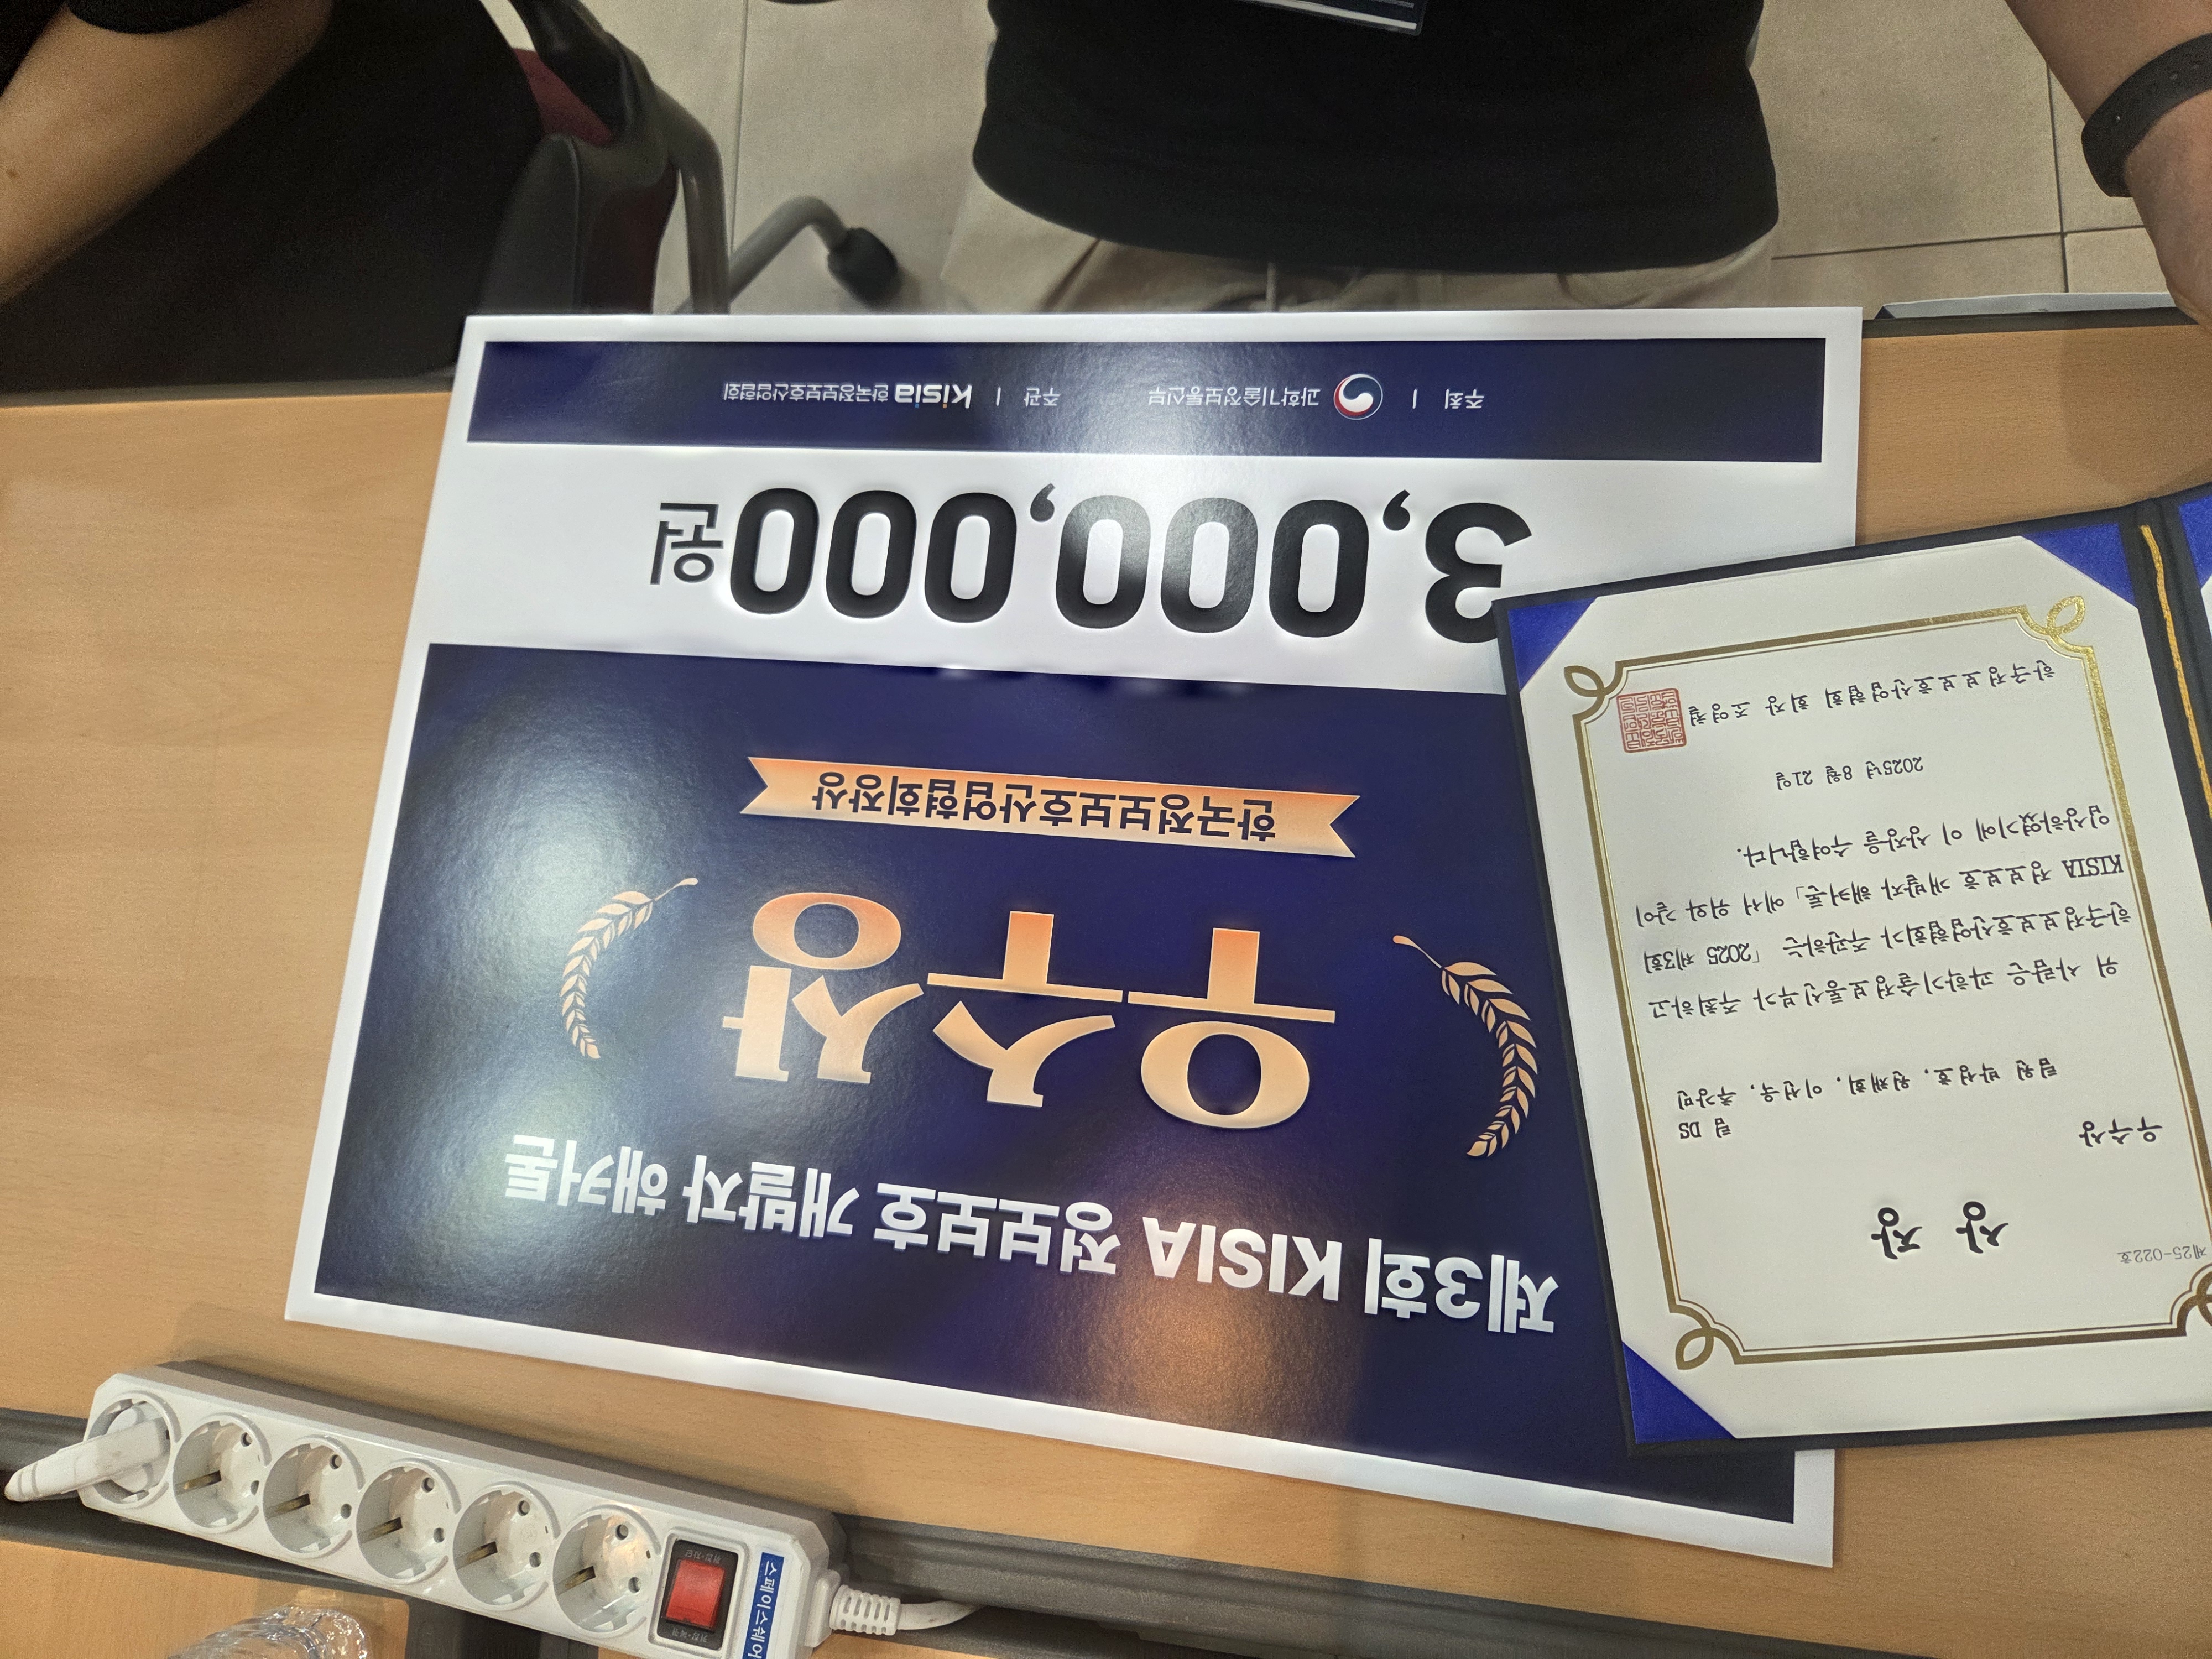 제3회 KISIA 정보보호 개발자 해커톤
우수상
한국정보보호산업협회장상
3,000,000원
주최 | 과학기술정보통신부 주관 | kisia 한국정보보호산업협회
제25-022호
상 장
우수상
팀 DS
팀원 박성호, 원채희, 이선욱, 추강민
위 사람은 과학기술정보통신부가 주최하고
한국정보보호산업협회가 주관하는 「2025 제3회
KISIA 정보보호 개발자 해커톤」에서 위와 같이
입상하였기에 이 상장을 수여합니다.
2025년 8월 21일
한국정보보호산업협회 회장 조영철
스페이스쉐어